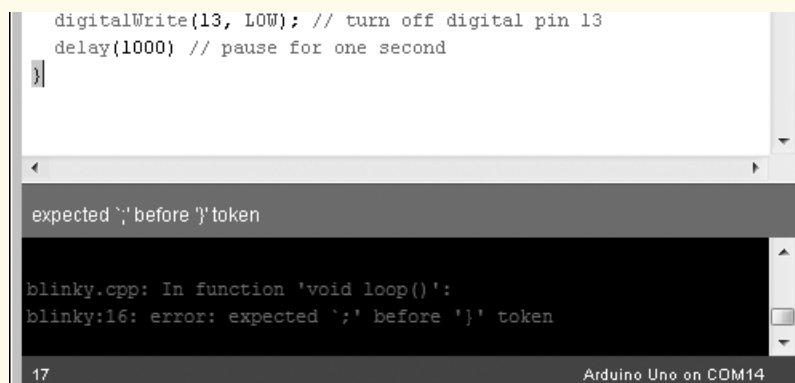 digitalWrite(13, LOW); // turn off digital pin 13
delay(1000) // pause for one second
}
expected `;' before '}' token
blinky.cpp: In function 'void loop()':
blinky:16: error: expected `;' before '}' token
17 Arduino Uno on COM14